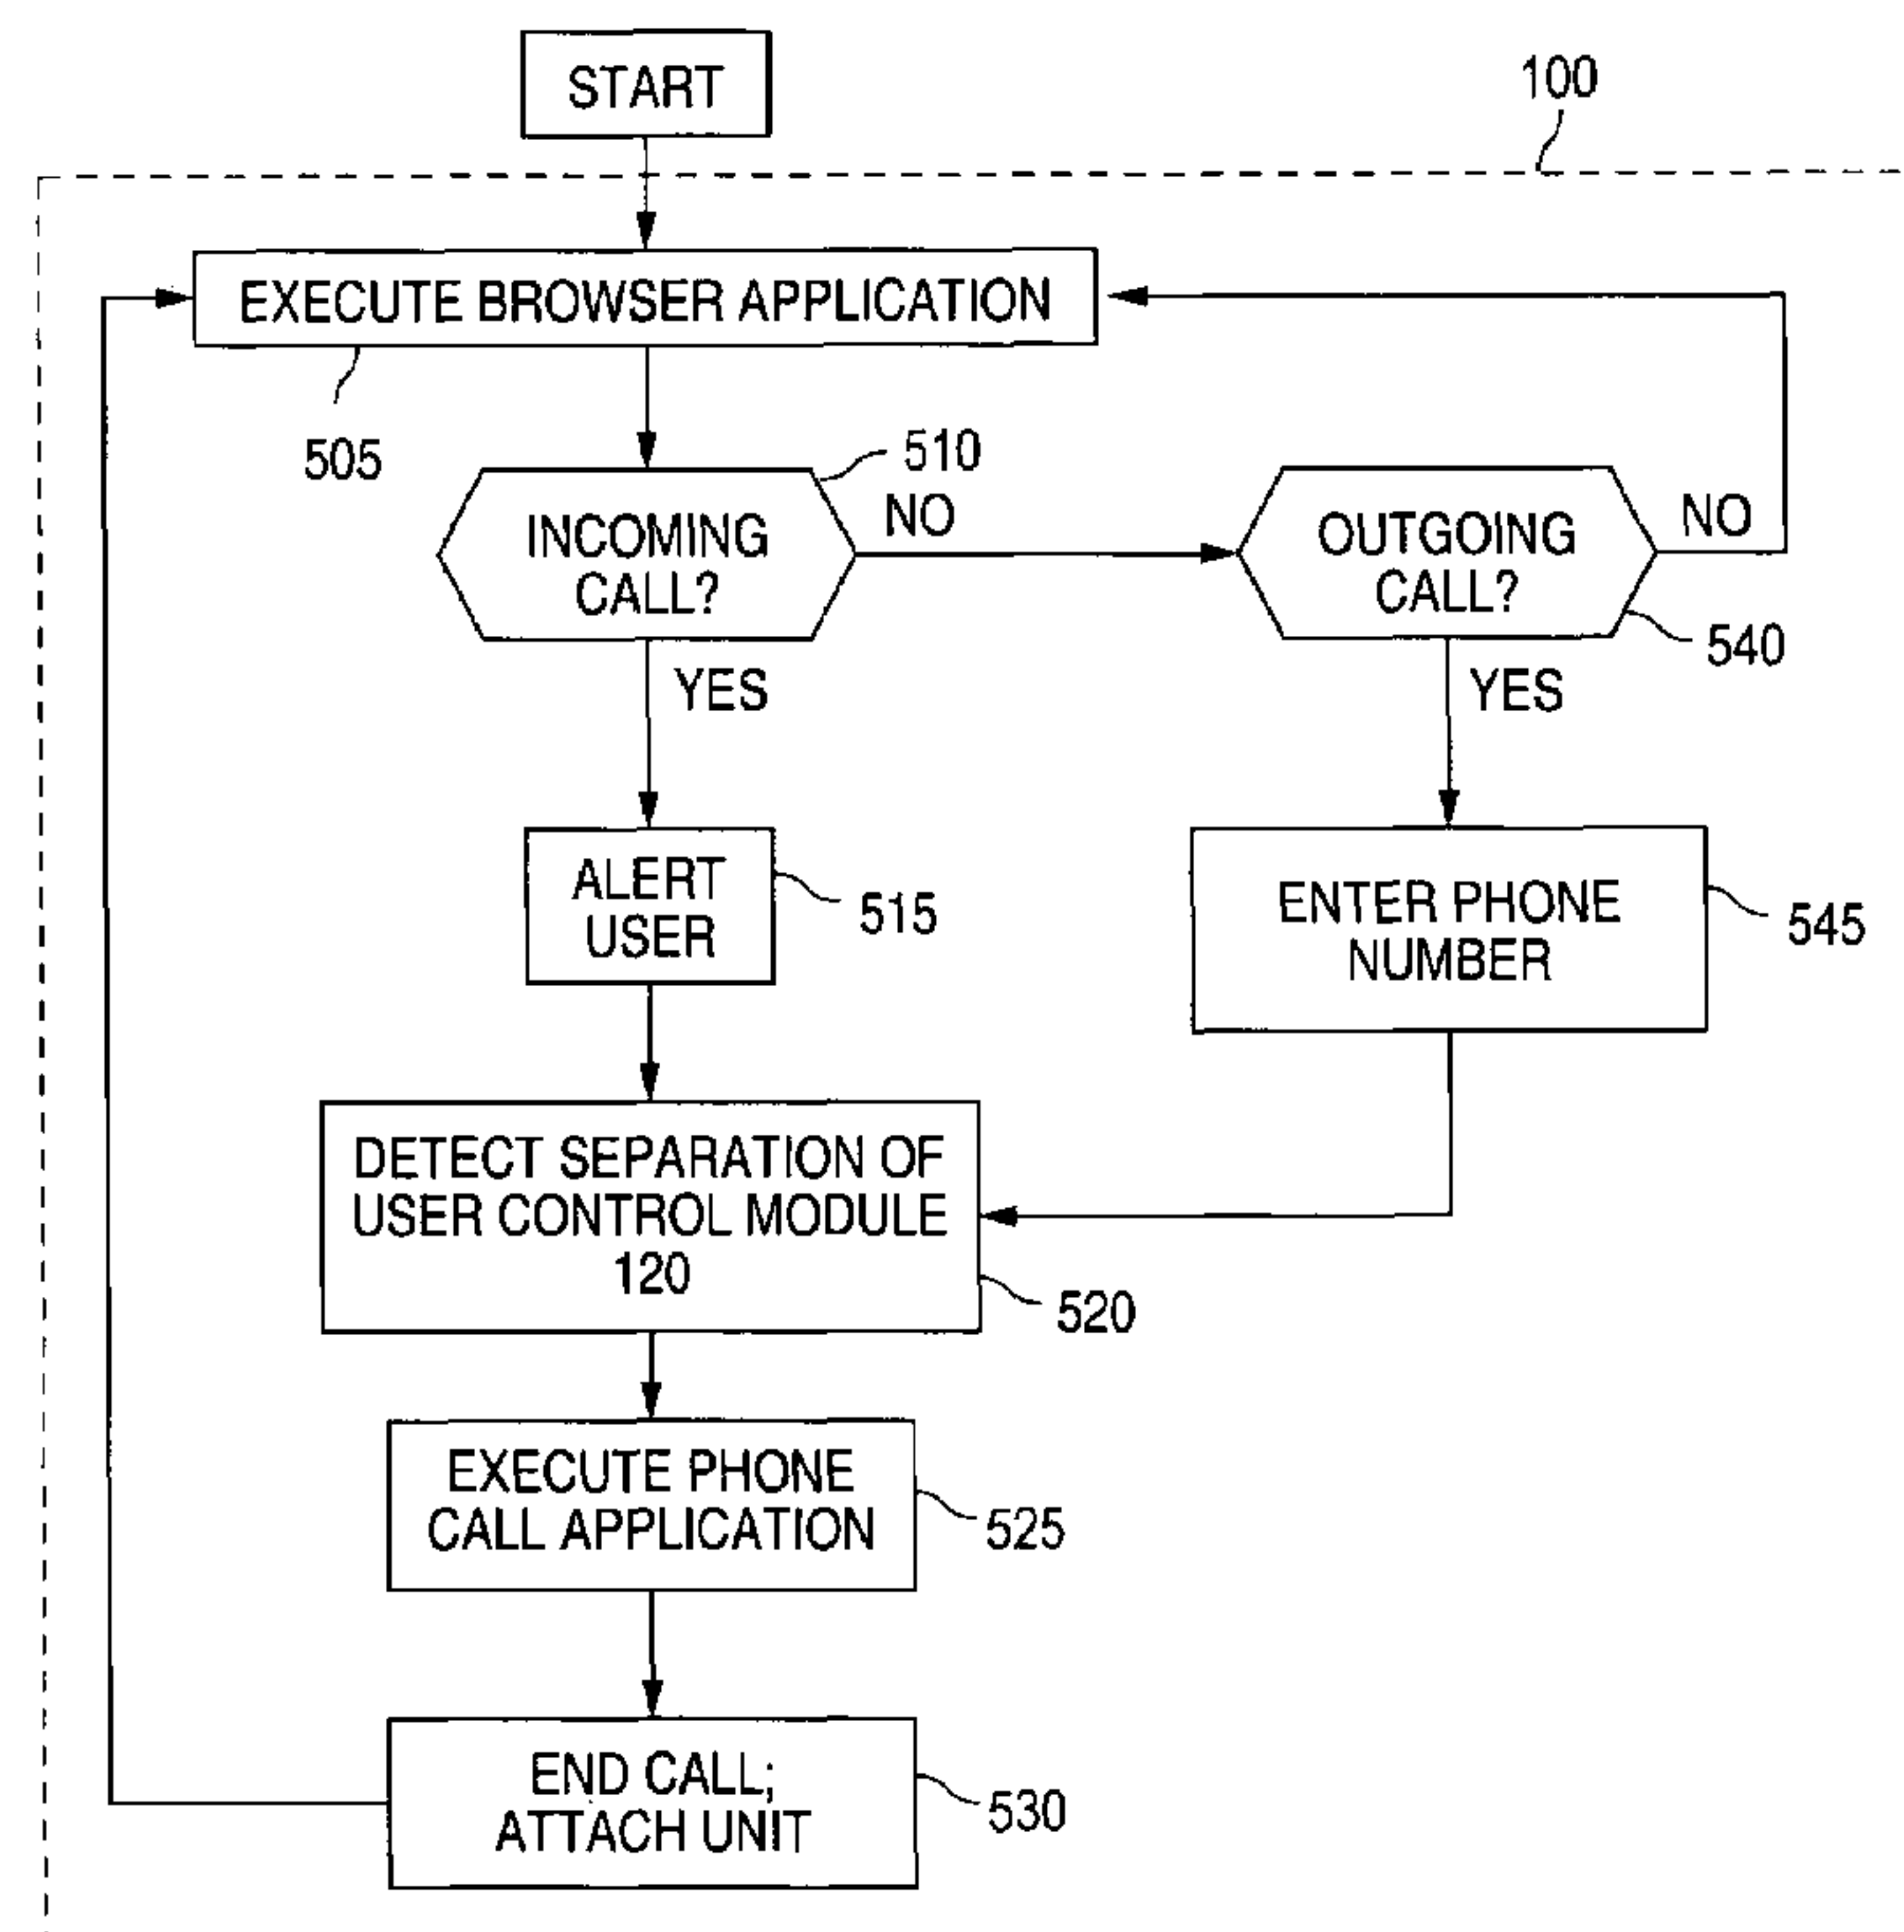 START
100
EXECUTE BROWSER APPLICATION
505
510
INCOMING
CALL?
NO
OUTGOING
CALL?
NO
540
YES
YES
ALERT
USER
515
ENTER PHONE
NUMBER
545
DETECT SEPARATION OF
USER CONTROL MODULE
120
520
EXECUTE PHONE
CALL APPLICATION
525
END CALL;
ATTACH UNIT
530